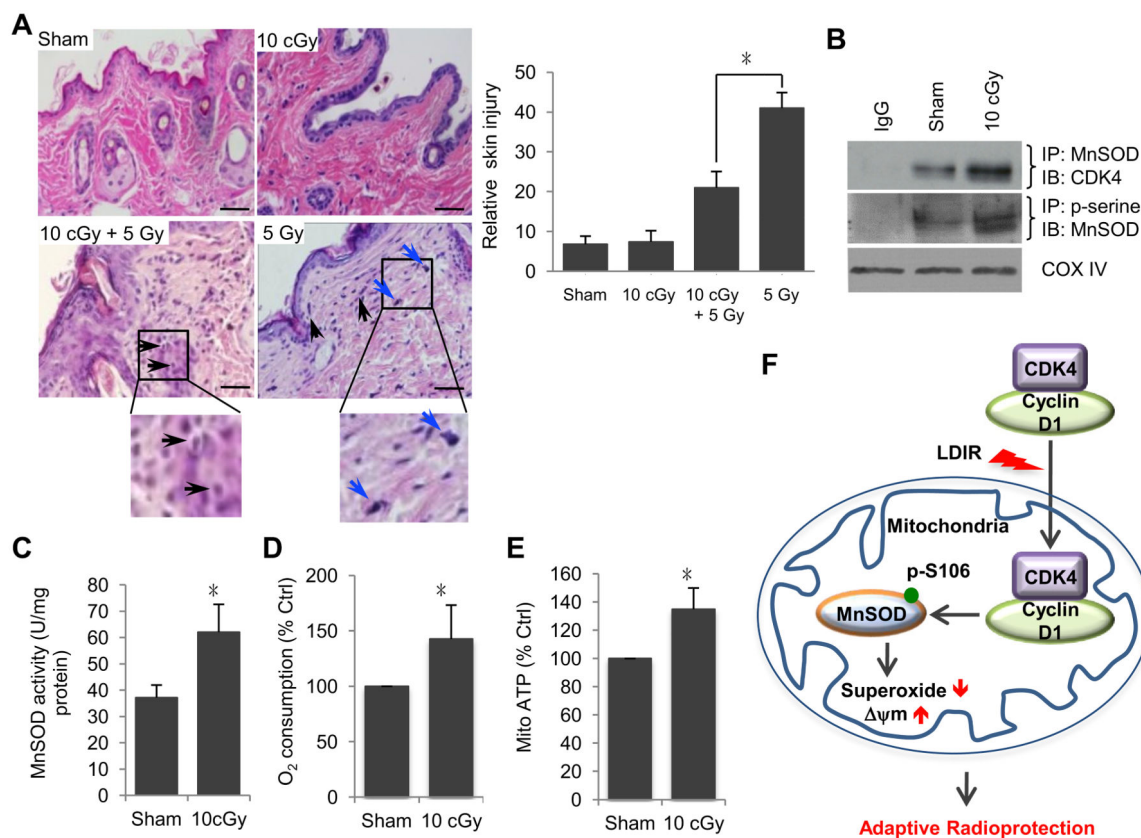 A
Sham
10 cGy
10 cGy + 5 Gy
5 Gy
Relative skin injury
50
40
30
20
10
0
*
Sham
10 cGy
10 cGy
+ 5 Gy
5 Gy
B
IgG
Sham
10 cGy
IP: MnSOD
IB: CDK4
IP: p-serine
IB: MnSOD
COX IV
C
MnSOD activity (U/mg
protein)
80
70
60
50
40
30
20
10
0
*
Sham
10cGy
D
O₂ consumption (% Ctrl)
200
150
100
50
0
*
Sham
10 cGy
E
Mito ATP (% Ctrl)
160
140
120
100
80
60
40
20
0
*
Sham
10 cGy
F
CDK4
Cyclin
D1
LDIR
Mitochondria
p-S106
CDK4
Cyclin
D1
MnSOD
Superoxide
Δψm
Adaptive Radioprotection